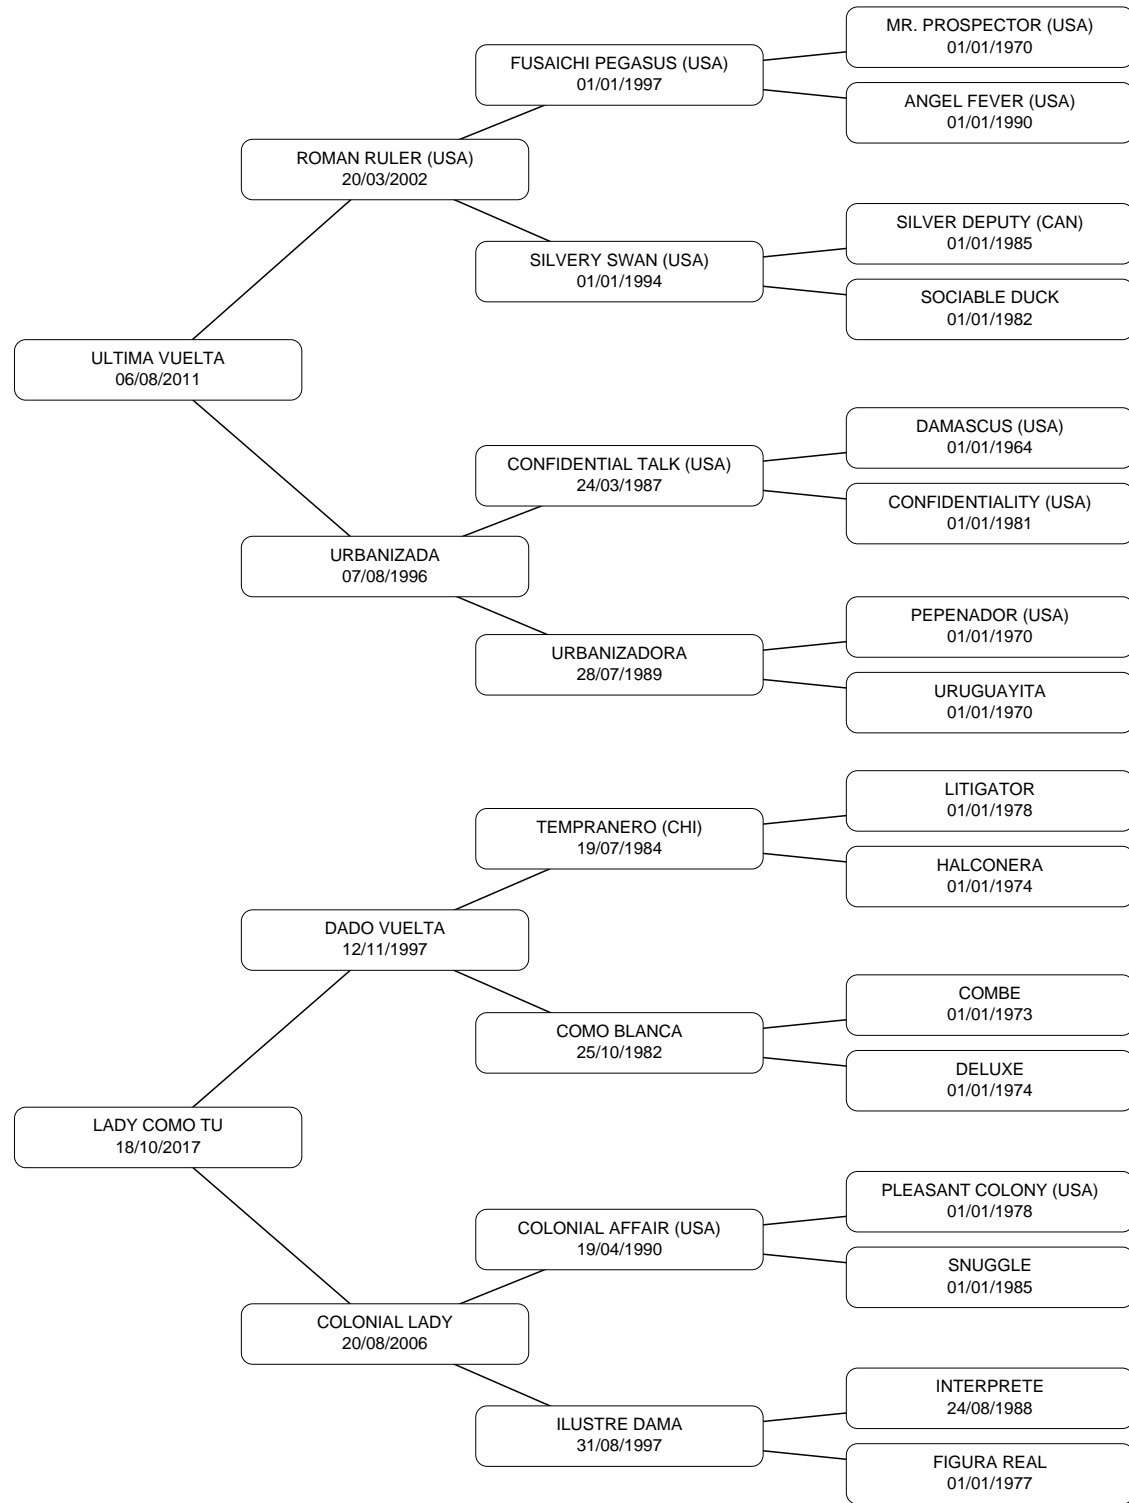 MR. PROSPECTOR (USA)
01/01/1970
FUSAICHI PEGASUS (USA)
01/01/1997
ANGEL FEVER (USA)
01/01/1990
ROMAN RULER (USA)
20/03/2002
SILVER DEPUTY (CAN)
01/01/1985
SILVERY SWAN (USA)
01/01/1994
SOCIABLE DUCK
01/01/1982
ULTIMA VUELTA
06/08/2011
DAMASCUS (USA)
01/01/1964
CONFIDENTIAL TALK (USA)
24/03/1987
CONFIDENTIALITY (USA)
01/01/1981
URBANIZADA
07/08/1996
PEPENADOR (USA)
01/01/1970
URBANIZADORA
28/07/1989
URUGUAYITA
01/01/1970
LITIGATOR
01/01/1978
TEMPRANERO (CHI)
19/07/1984
HALCONERA
01/01/1974
DADO VUELTA
12/11/1997
COMBE
01/01/1973
COMO BLANCA
25/10/1982
DELUXE
01/01/1974
LADY COMO TU
18/10/2017
PLEASANT COLONY (USA)
01/01/1978
COLONIAL AFFAIR (USA)
19/04/1990
SNUGGLE
01/01/1985
COLONIAL LADY
20/08/2006
INTERPRETE
24/08/1988
ILUSTRE DAMA
31/08/1997
FIGURA REAL
01/01/1977